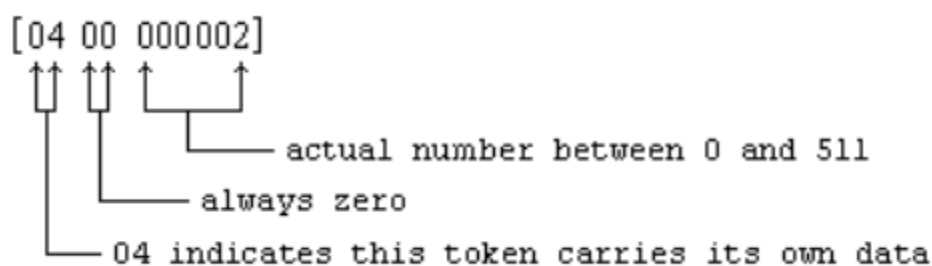 [04 00 000002]
actual number between 0 and 511
always zero
04 indicates this token carries its own data